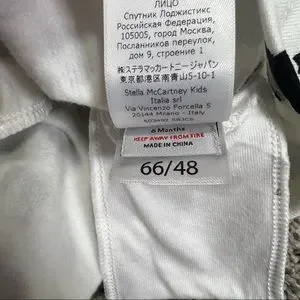 ЛИЦО
Спутник Лоджистикс
Российская Федерация,
105005, город Москва,
Посланников переулок,
дом 9, строение 1
㈱ステラマッカートニージャパン
東京都港区南青山5-10-1
Stella McCartney Kids
Italia srl
Via Vincenzo Forcella 5
20144 Milano - Italy
6 Months
KEEP AWAY FROM FIRE
MADE IN CHINA
66/48